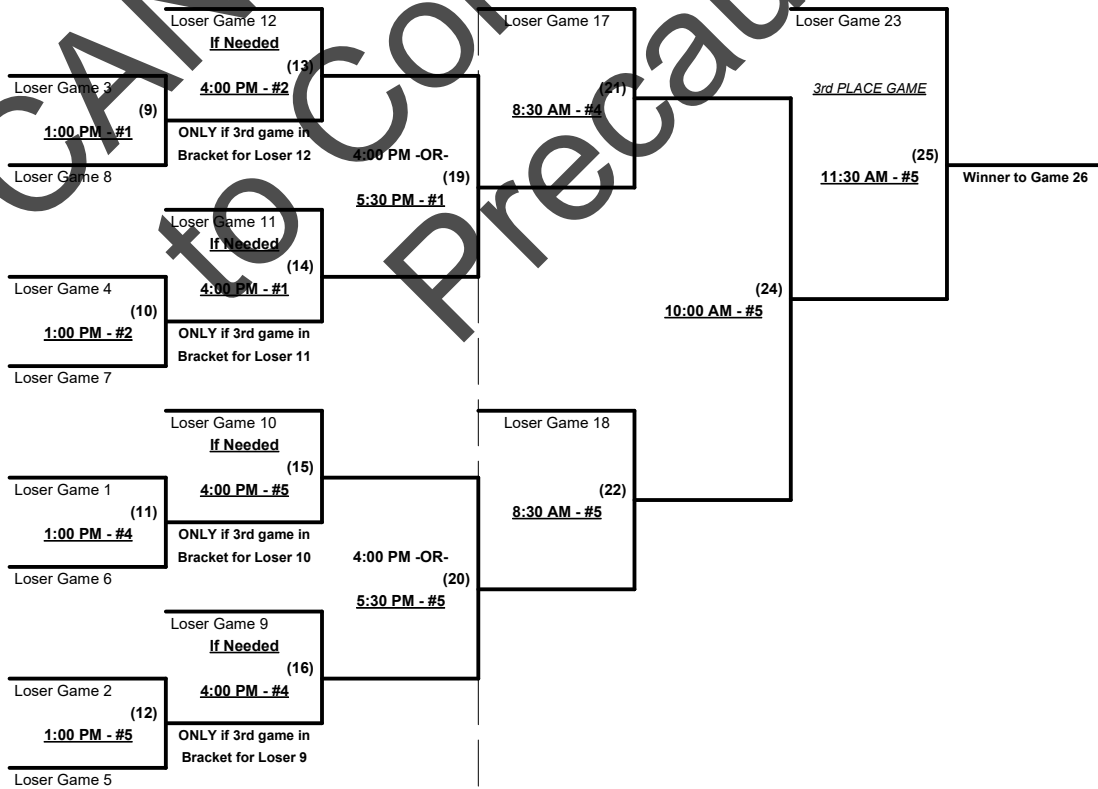 Loser Game 12
If Needed
(13)
4:00 PM - #2
Loser Game 3
(9)
1:00 PM - #1
Loser Game 8
ONLY if 3rd game in
Bracket for Loser 12
4:00 PM -OR-
(19)
5:30 PM - #1
Loser Game 11
If Needed
(14)
4:00 PM - #1
Loser Game 4
(10)
1:00 PM - #2
Loser Game 7
ONLY if 3rd game in
Bracket for Loser 11
Loser Game 17
(21)
8:30 AM - #4
Loser Game 23
3rd PLACE GAME
(25)
11:30 AM - #5
Winner to Game 26
(24)
10:00 AM - #5
Loser Game 10
If Needed
(15)
4:00 PM - #5
Loser Game 1
(11)
1:00 PM - #4
Loser Game 6
ONLY if 3rd game in
Bracket for Loser 10
4:00 PM -OR-
(20)
5:30 PM - #5
Loser Game 18
(22)
8:30 AM - #5
Loser Game 9
If Needed
(16)
4:00 PM - #4
Loser Game 2
(12)
1:00 PM - #5
Loser Game 5
ONLY if 3rd game in
Bracket for Loser 9
to